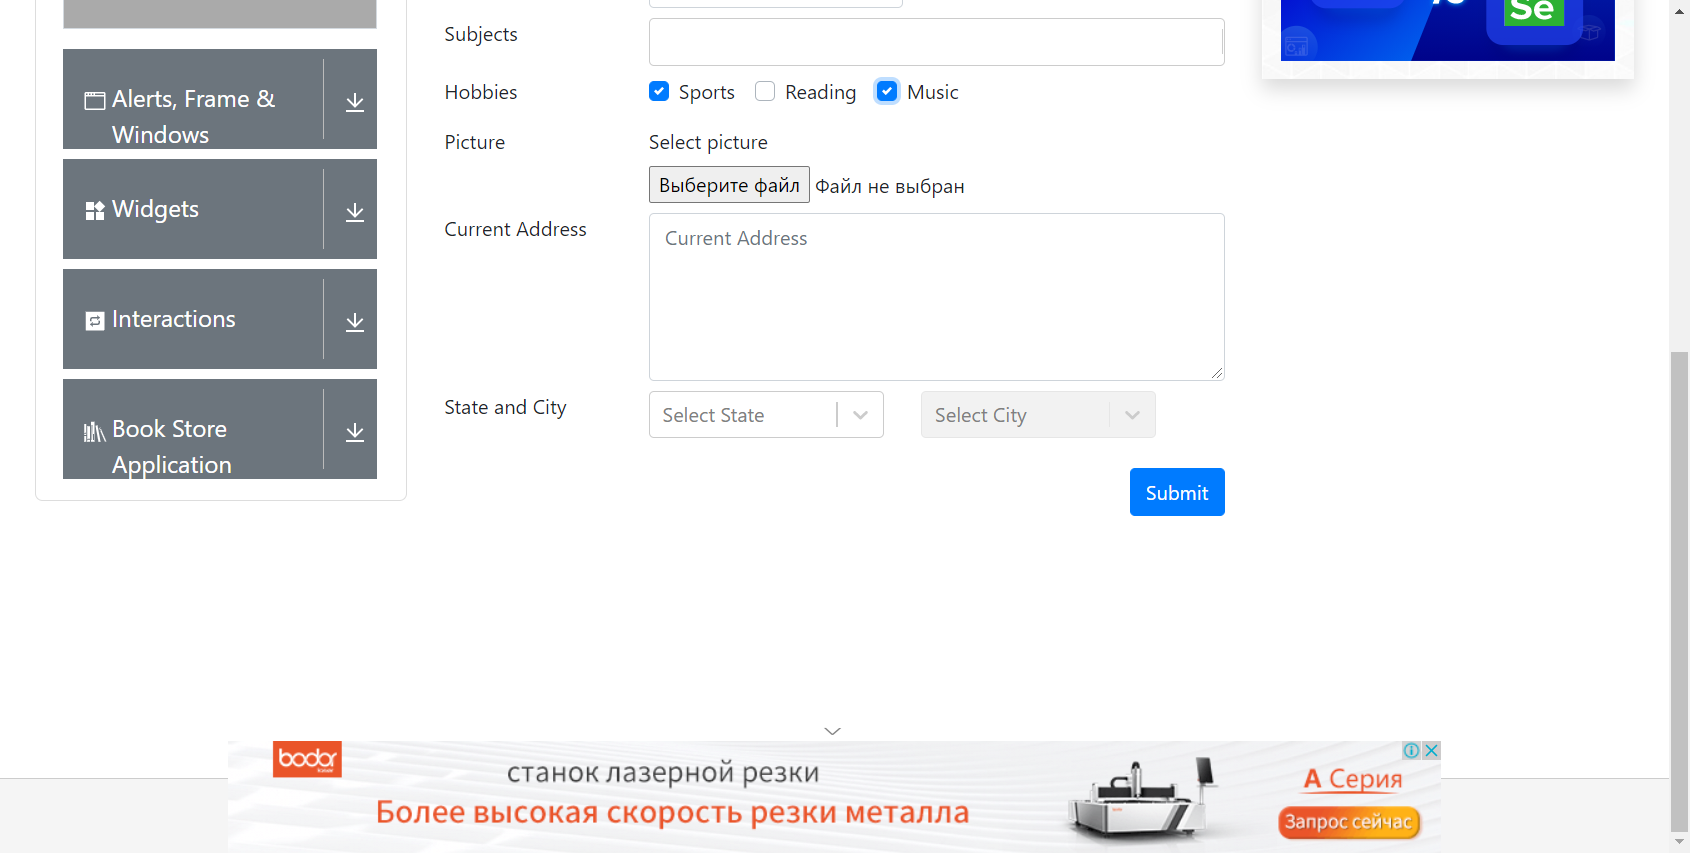 Se
Alerts, Frame &
Windows
Widgets
Interactions
Book Store
Application
Subjects
Hobbies
Sports
Reading
Music
Picture
Select picture
Выберите файл Файл не выбран
Current Address
Current Address
State and City
Select State
Select City
Submit
bodor
станок лазерной резки
Более высокая скорость резки металла
А Серия
Запрос сейчас